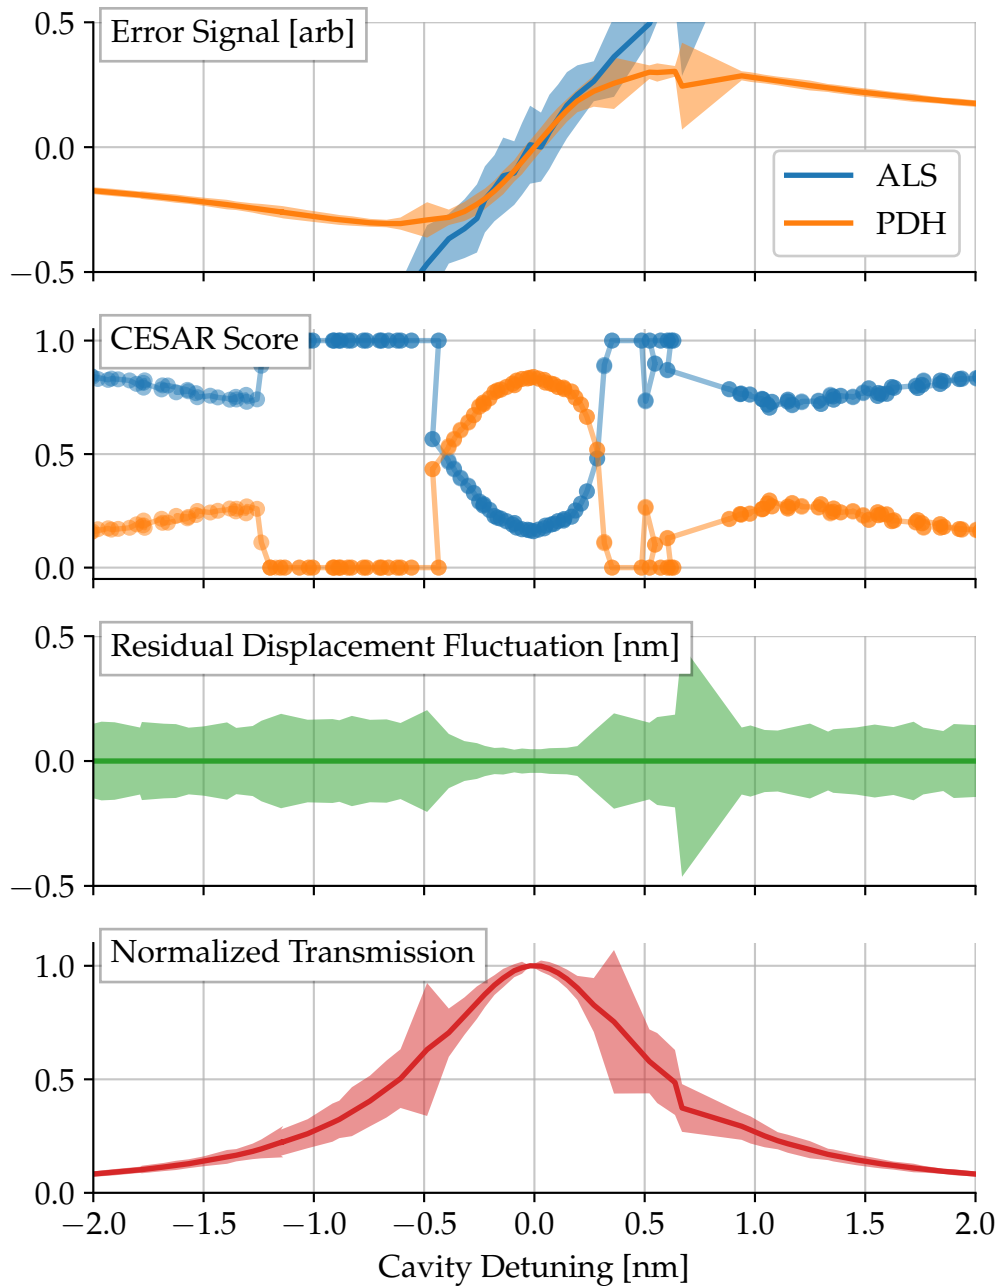 Error Signal [arb]
0.5
0.0
−0.5
ALS
PDH
CESAR Score
1.0
0.5
0.0
Residual Displacement Fluctuation [nm]
0.5
0.0
−0.5
Normalized Transmission
1.0
0.5
0.0
−2.0 −1.5 −1.0 −0.5 0.0 0.5 1.0 1.5 2.0
Cavity Detuning [nm]